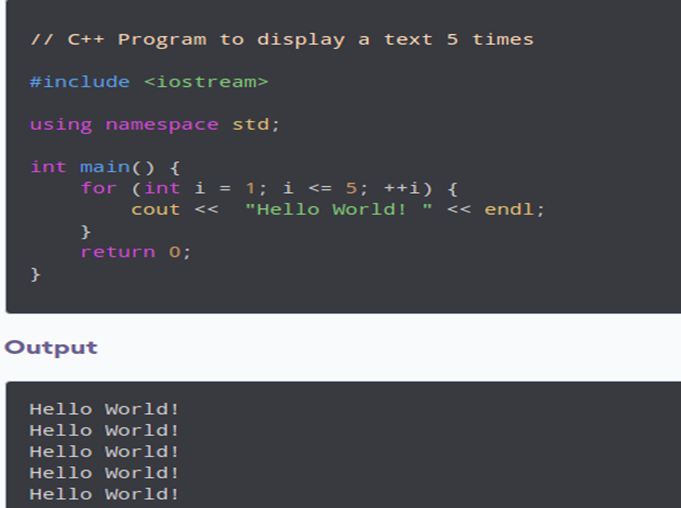 // C++ Program to display a text 5 times
#include <iostream>
using namespace std;
int main() {
    for (int i = 1; i <= 5; ++i) {
        cout <<  "Hello World! " << endl;
    }
    return 0;
}
Output
Hello World!
Hello World!
Hello World!
Hello World!
Hello World!